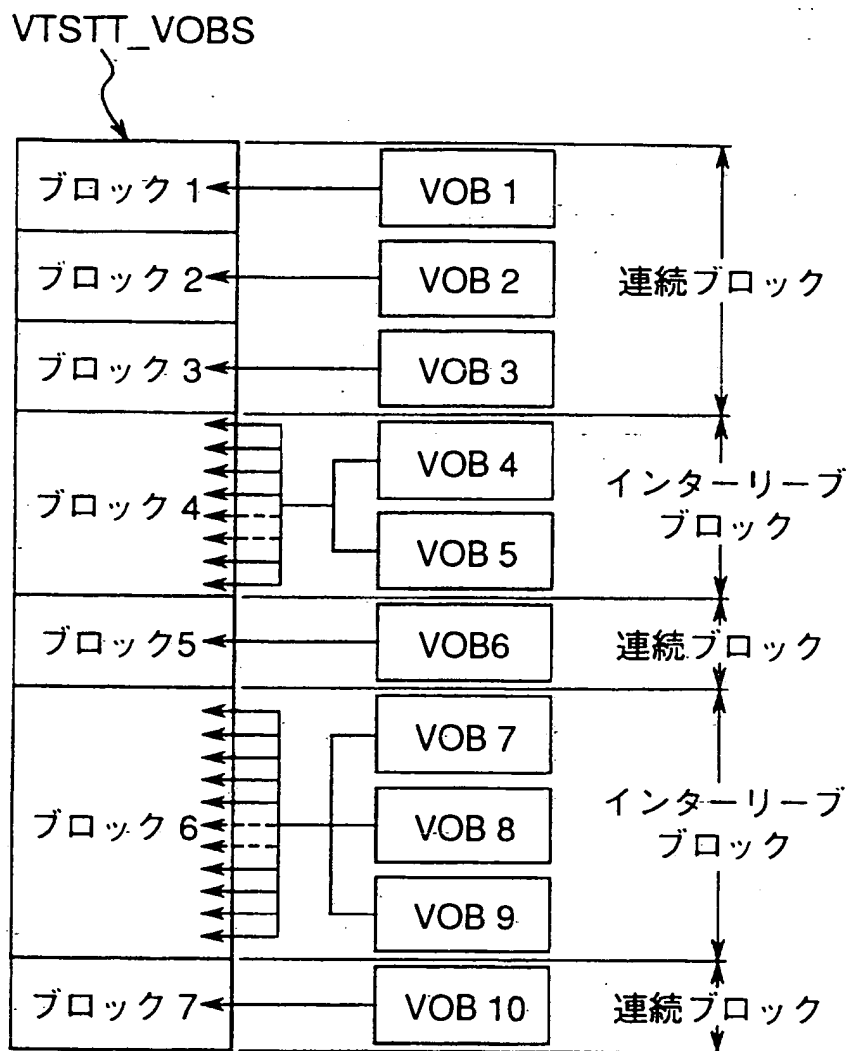 VTSTT_VOBS
ブロック 1
VOB 1
ブロック 2
VOB 2
連続ブロック
ブロック 3
VOB 3
ブロック 4
VOB 4
VOB 5
インターリーブ
ブロック
ブロック5
VOB6
連続ブロック
ブロック 6
VOB 7
VOB 8
VOB 9
インターリーブ
ブロック
ブロック 7
VOB 10
連続ブロック